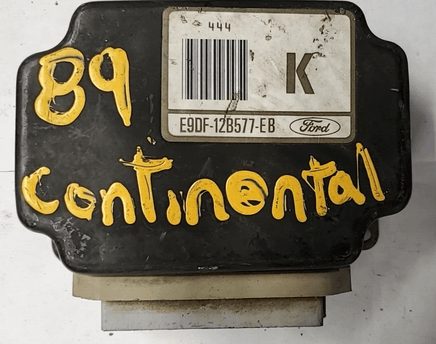 444
K
E9DF-12B577-EB Ford
89
continental